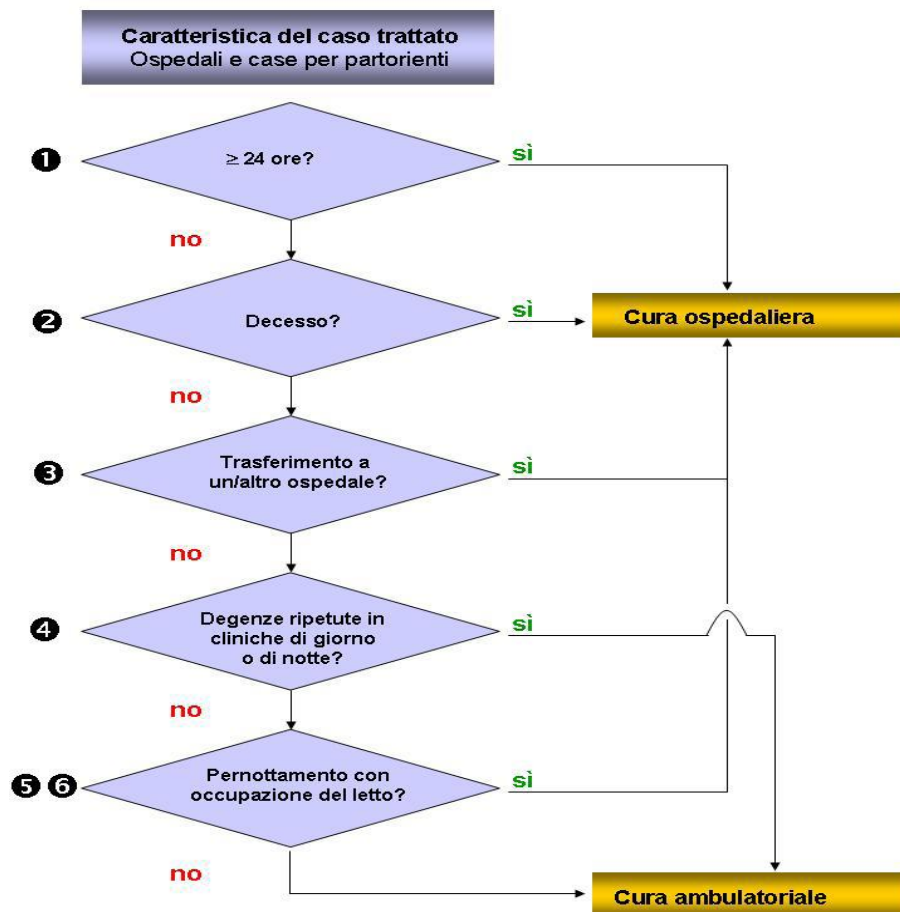 Caratteristica del caso trattato
Ospedali e case per partorienti
❶
≥ 24 ore?
sì
no
❷
Decesso?
sì
Cura ospedaliera
no
❸
Trasferimento a
un/altro ospedale?
sì
no
❹
Degenze ripetute in
cliniche di giorno
o di notte?
sì
no
❺ ❻
Pernottamento con
occupazione del letto?
sì
no
Cura ambulatoriale